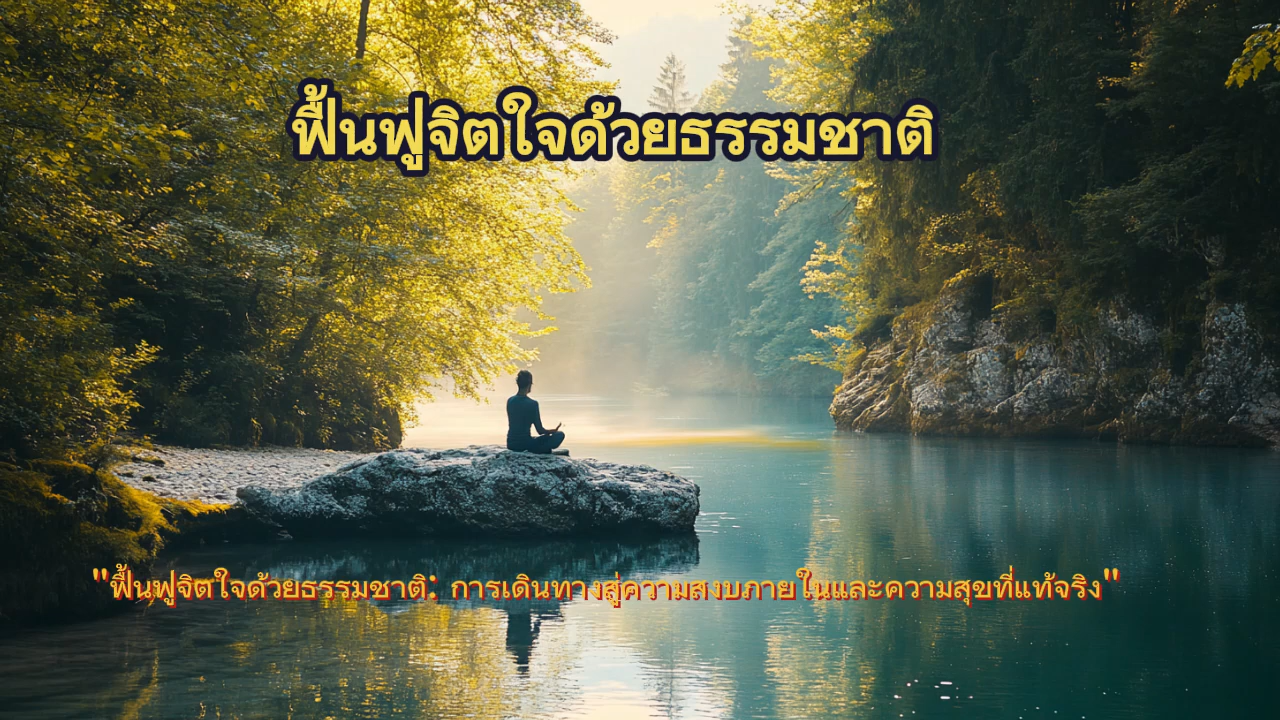 ฟื้นฟูจิตใจด้วยธรรมชาติ
"ฟื้นฟูจิตใจด้วยธรรมชาติ: การเดินทางสู่ความสงบภายในและความสุขที่แท้จริง"